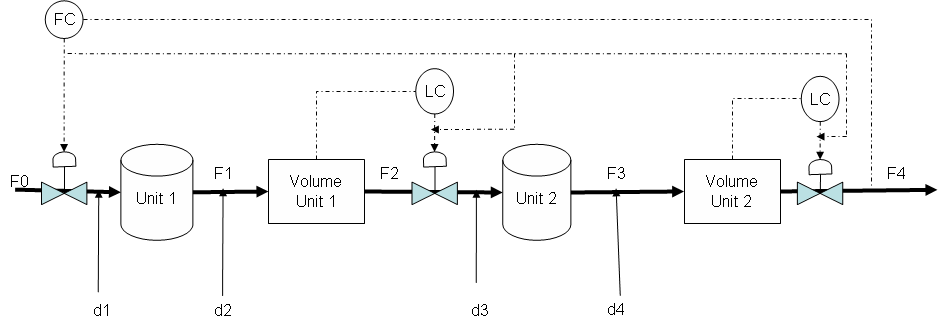 FC
LC
LC
F0
Unit 1
F1
Volume
Unit 1
F2
Unit 2
F3
Volume
Unit 2
F4
d1
d2
d3
d4